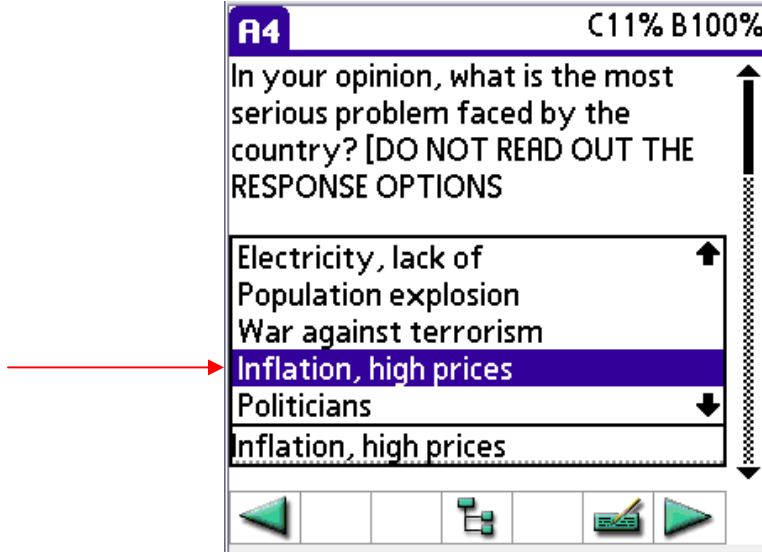 A4
C11% B100%
In your opinion, what is the most
serious problem faced by the
country? [DO NOT READ OUT THE
RESPONSE OPTIONS
Electricity, lack of
Population explosion
War against terrorism
Inflation, high prices
Politicians
Inflation, high prices